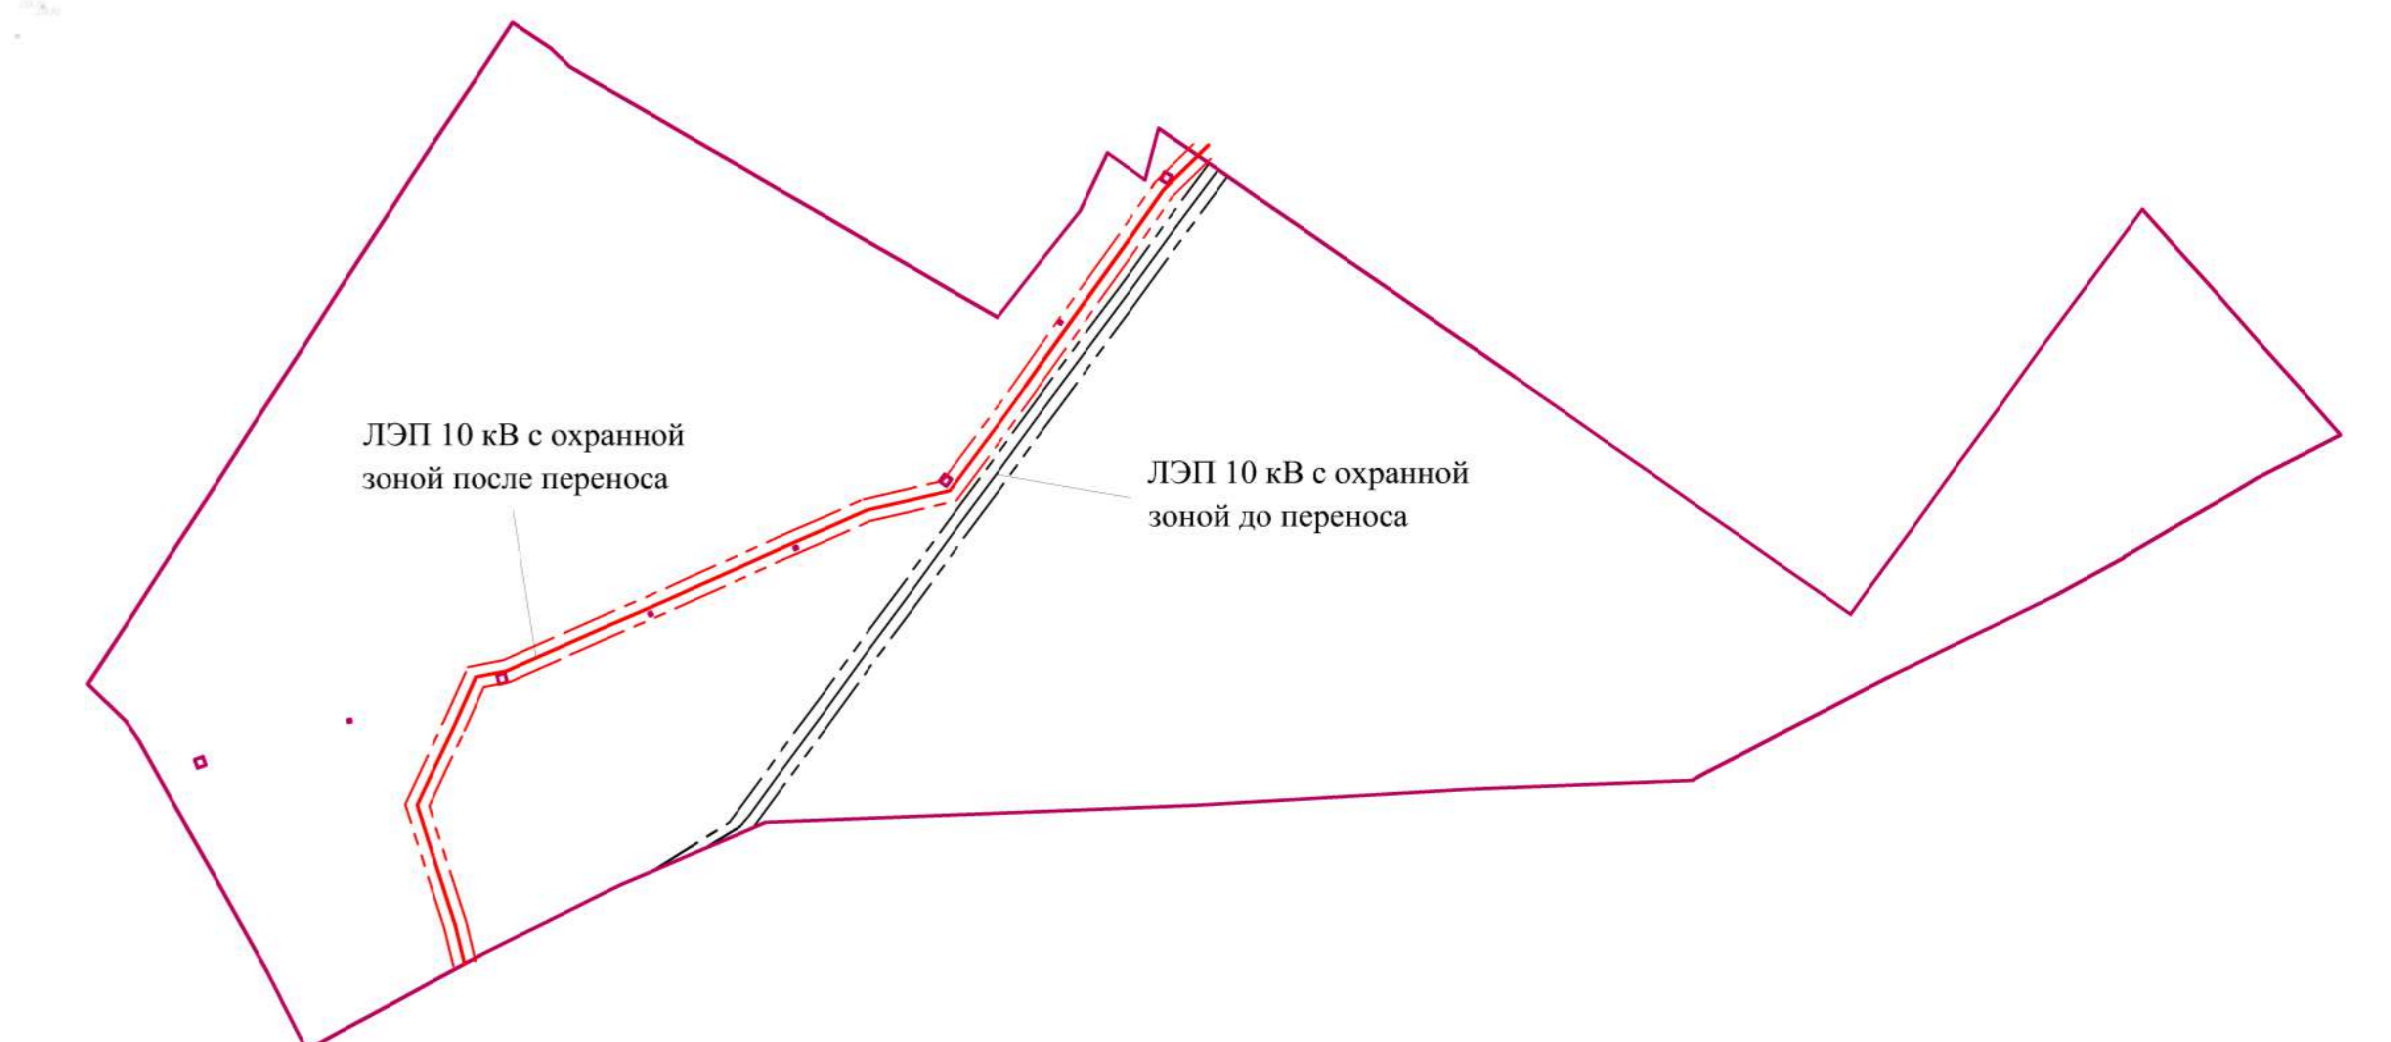 ЛЭП 10 кВ с охранной
зоной после переноса
ЛЭП 10 кВ с охранной
зоной до переноса